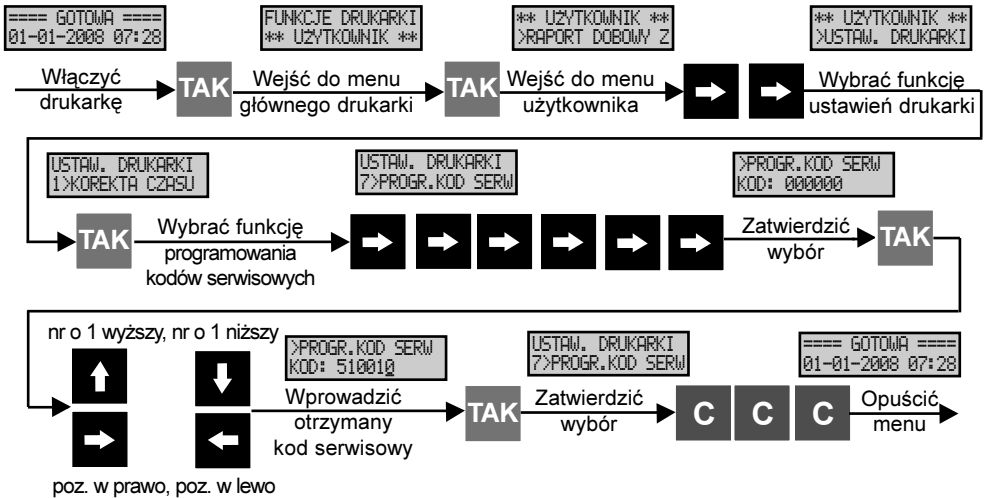 ==== GOTOWA ====
01-01-2008 07:28
FUNKCJE DRUKARKI
** UŻYTKOWNIK **
** UŻYTKOWNIK **
>RAPORT DOBOWY Z
** UŻYTKOWNIK **
>USTAW. DRUKARKI
Włączyć
drukarkę
TAK
Wejść do menu
głównego drukarki
TAK
Wejść do menu
użytkownika
Wybrać funkcję
ustawień drukarki
USTAW. DRUKARKI
1>KOREKTA CZASU
USTAW. DRUKARKI
7>PROGR.KOD SERW
>PROGR.KOD SERW
KOD: 000000
TAK
Wybrać funkcję
programowania
kodów serwisowych
Zatwierdzić
wybór
TAK
nr o 1 wyższy, nr o 1 niższy
>PROGR.KOD SERW
KOD: 510010
USTAW. DRUKARKI
7>PROGR.KOD SERW
==== GOTOWA ====
01-01-2008 07:28
Wprowadzić
otrzymany
kod serwisowy
TAK
Zatwierdzić
wybór
C C C
Opuścić
menu
poz. w prawo, poz. w lewo